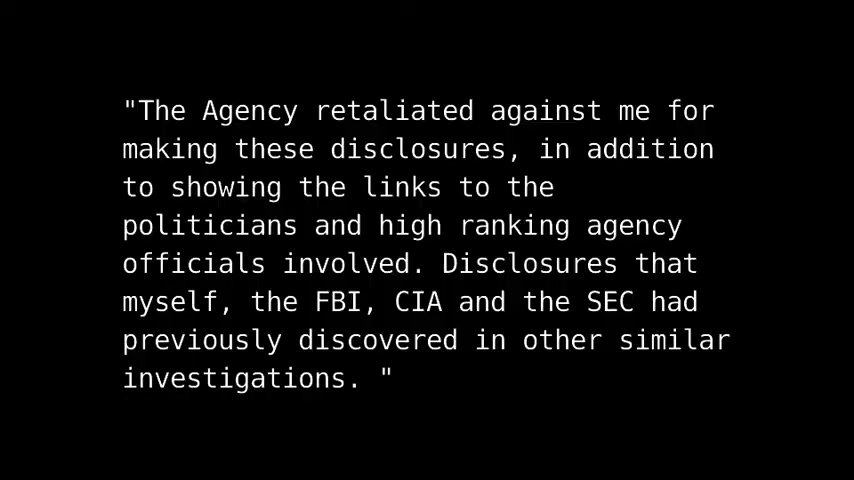 "The Agency retaliated against me for
making these disclosures, in addition
to showing the links to the
politicians and high ranking agency
officials involved. Disclosures that
myself, the FBI, CIA and the SEC had
previously discovered in other similar
investigations. "